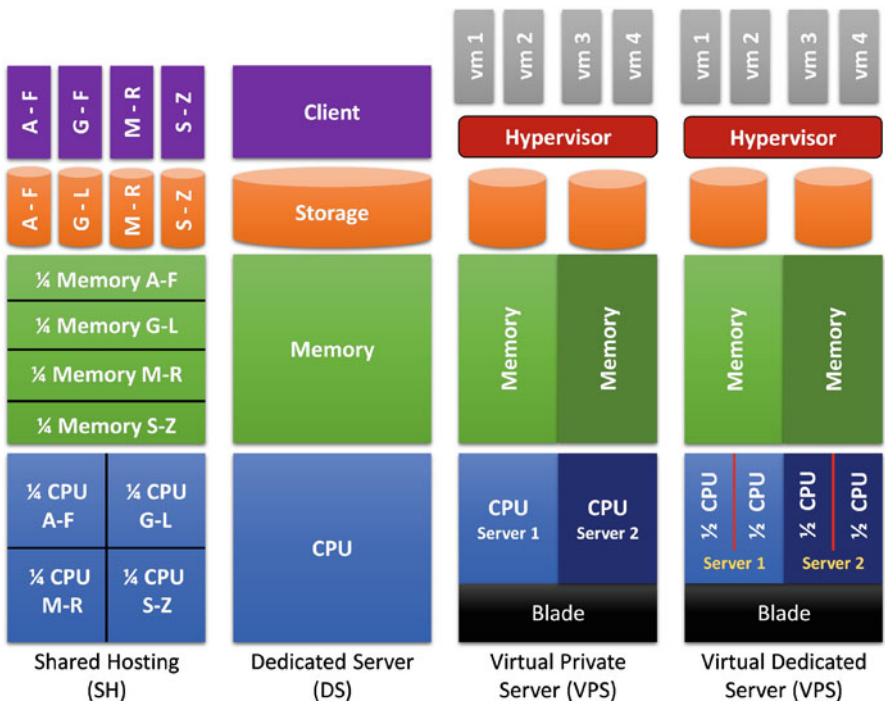 A - F
G - F
M - R
S - Z
A - F
G - L
M - R
S - Z
¼ Memory A-F
¼ Memory G-L
¼ Memory M-R
¼ Memory S-Z
¼ CPU
A-F
¼ CPU
G-L
¼ CPU
M-R
¼ CPU
S-Z
Shared Hosting
(SH)
Client
Storage
Memory
CPU
Dedicated Server
(DS)
vm 1
vm 2
vm 3
vm 4
Hypervisor
Memory
Memory
CPU
Server 1
CPU
Server 2
Blade
Virtual Private
Server (VPS)
vm 1
vm 2
vm 3
vm 4
Hypervisor
Memory
Memory
½ CPU
½ CPU
½ CPU
½ CPU
Server 1
Server 2
Blade
Virtual Dedicated
Server (VPS)